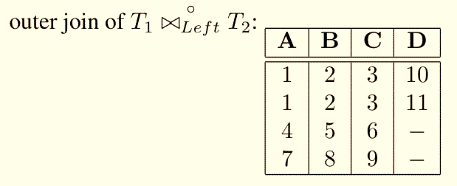 outer join of T₁ ⋈°_Left T₂:
A B C D
1 2 3 10
1 2 3 11
4 5 6 −
7 8 9 −